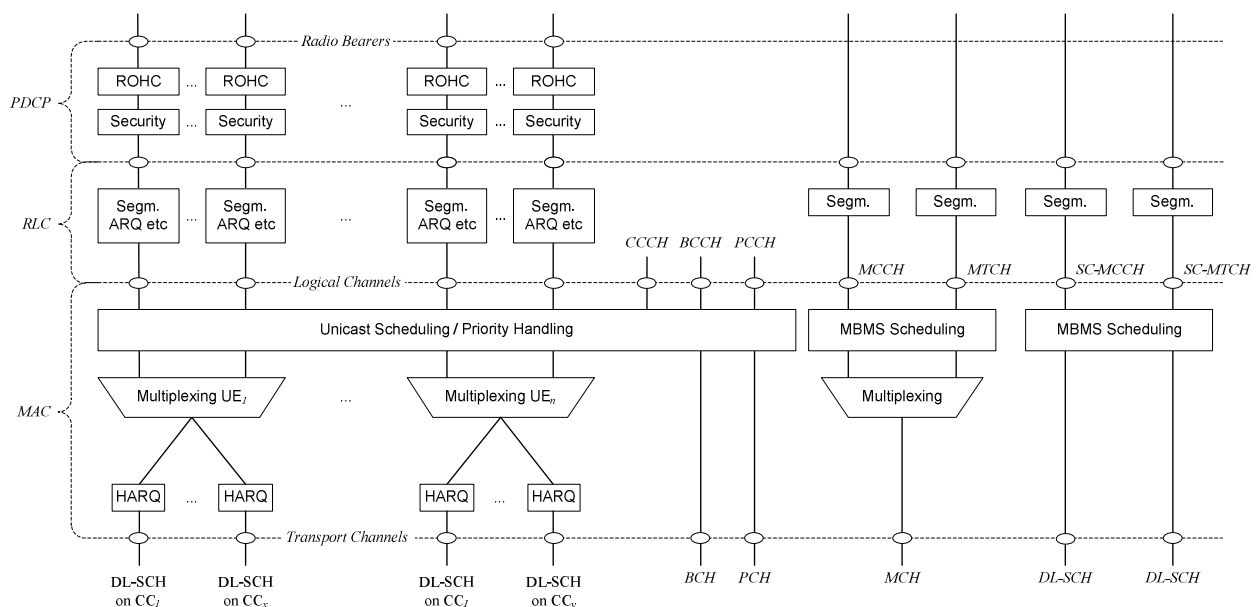 Radio Bearers
ROHC ... ROHC ROHC ... ROHC
PDCP ...
Security ... Security Security ... Security
Segm. Segm. Segm. Segm.
Segm. ARQ etc ... Segm. ARQ etc ... Segm. ARQ etc ... Segm. ARQ etc
RLC
CCCH BCCH PCCH
MCCH MTCH SC-MCCH SC-MTCH
Logical Channels
Unicast Scheduling / Priority Handling MBMS Scheduling MBMS Scheduling
Multiplexing UE1 ... Multiplexing UEn Multiplexing
MAC
HARQ ... HARQ HARQ ... HARQ
Transport Channels
DL-SCH on CC1 DL-SCH on CCx DL-SCH on CC1 DL-SCH on CCy BCH PCH MCH DL-SCH DL-SCH